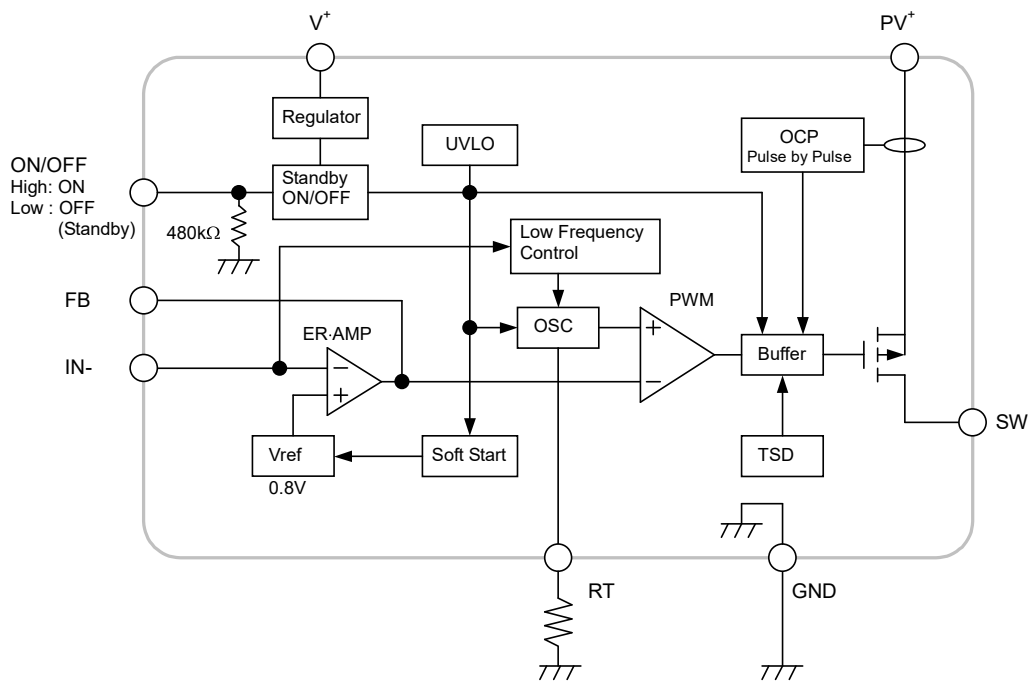 V+
PV+
Regulator
UVLO
OCP
Pulse by Pulse
ON/OFF
High: ON
Low : OFF
(Standby)
Standby
ON/OFF
480kΩ
Low Frequency
Control
FB
ER·AMP
OSC
PWM
+
−
Buffer
IN-
−
+
SW
Vref
0.8V
Soft Start
TSD
RT
GND